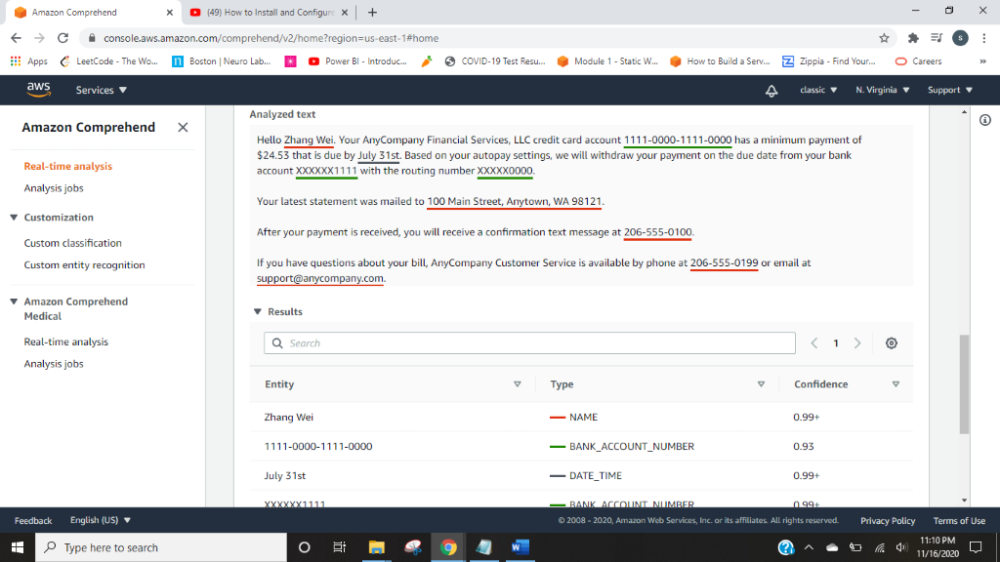 Amazon Comprehend
(49) How to Install and Configure
console.aws.amazon.com/comprehend/v2/home?region=us-east-1#home
S
Apps
LeetCode - The Wo...
Boston | Neuro Lab...
Power BI - Introduc...
COVID-19 Test Resu...
Module 1 - Static W...
How to Build a Serv...
Zippia - Find Your...
Careers
»
aws
Services
classic
N. Virginia
Support
Amazon Comprehend
Real-time analysis
Analysis jobs
Customization
Custom classification
Custom entity recognition
Amazon Comprehend
Medical
Real-time analysis
Analysis jobs
Analyzed text
Hello Zhang Wei. Your AnyCompany Financial Services, LLC credit card account 1111-0000-1111-0000 has a minimum payment of
$24.53 that is due by July 31st. Based on your autopay settings, we will withdraw your payment on the due date from your bank
account XXXXXX1111 with the routing number XXXXX0000.
Your latest statement was mailed to 100 Main Street, Anytown, WA 98121.
After your payment is received, you will receive a confirmation text message at 206-555-0100.
If you have questions about your bill, AnyCompany Customer Service is available by phone at 206-555-0199 or email at
support@anycompany.com.
Results
Search
1
Entity Type Confidence
Zhang Wei NAME 0.99+
1111-0000-1111-0000 BANK_ACCOUNT_NUMBER 0.93
July 31st DATE_TIME 0.99+
XXXXXX1111 BANK_ACCOUNT_NUMBER 0.99+
Feedback
English (US)
© 2008 - 2020, Amazon Web Services, Inc. or its affiliates. All rights reserved.
Privacy Policy
Terms of Use
Type here to search
11:10 PM
11/16/2020